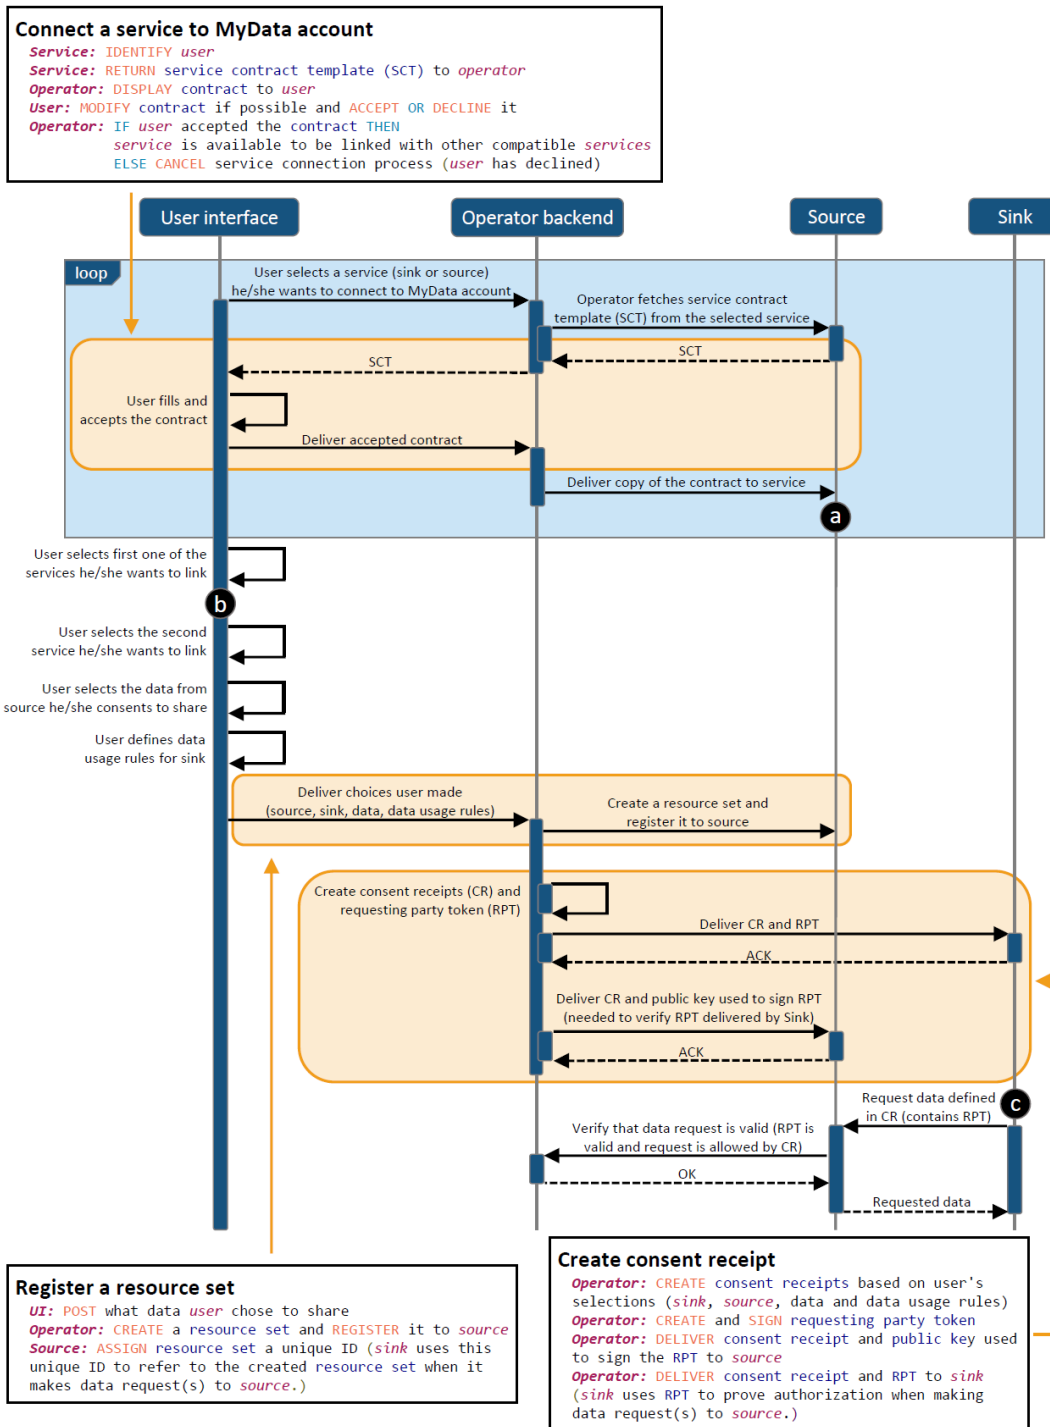 Connect a service to MyData account
Service: IDENTIFY user
Service: RETURN service contract template (SCT) to operator
Operator: DISPLAY contract to user
User: MODIFY contract if possible and ACCEPT OR DECLINE it
Operator: IF user accepted the contract THEN
service is available to be linked with other compatible services
ELSE CANCEL service connection process (user has declined)
User interface
Operator backend
Source
Sink
loop
User selects a service (sink or source)
he/she wants to connect to MyData account
Operator fetches service contract
template (SCT) from the selected service
SCT
SCT
User fills and
accepts the contract
Deliver accepted contract
Deliver copy of the contract to service
a
User selects first one of the
services he/she wants to link
b
User selects the second
service he/she wants to link
User selects the data from
source he/she consents to share
User defines data
usage rules for sink
Deliver choices user made
(source, sink, data, data usage rules)
Create a resource set and
register it to source
Create consent receipts (CR) and
requesting party token (RPT)
Deliver CR and RPT
ACK
Deliver CR and public key used to sign RPT
(needed to verify RPT delivered by Sink)
ACK
c
Request data defined
in CR (contains RPT)
Verify that data request is valid (RPT is
valid and request is allowed by CR)
OK
Requested data
Register a resource set
UI: POST what data user chose to share
Operator: CREATE a resource set and REGISTER it to source
Source: ASSIGN resource set a unique ID (sink uses this
unique ID to refer to the created resource set when it
makes data request(s) to source.)
Create consent receipt
Operator: CREATE consent receipts based on user's
selections (sink, source, data and data usage rules)
Operator: CREATE and SIGN requesting party token
Operator: DELIVER consent receipt and public key used
to sign the RPT to source
Operator: DELIVER consent receipt and RPT to sink
(sink uses RPT to prove authorization when making
data request(s) to source.)